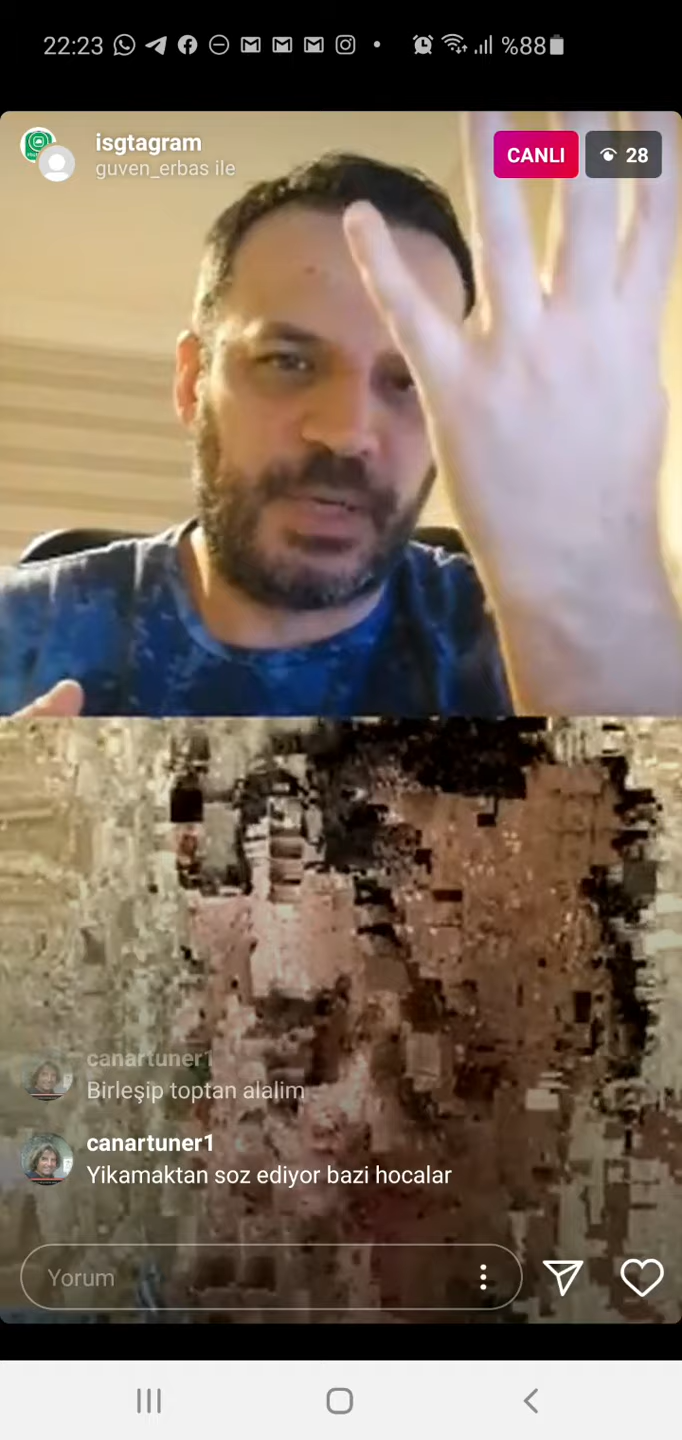 22:23
%88
isgtagram
guven_erbas ile
CANLI
28
canartuner1
Birleşip toptan alalim
canartuner1
Yikamaktan soz ediyor bazi hocalar
Yorum